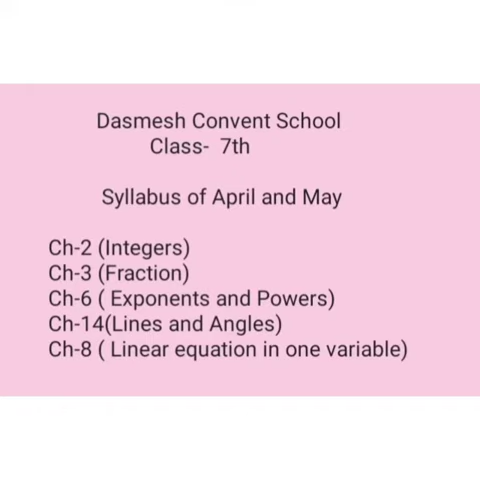 Dasmesh Convent School
Class- 7th
Syllabus of April and May
Ch-2 (Integers)
Ch-3 (Fraction)
Ch-6 ( Exponents and Powers)
Ch-14(Lines and Angles)
Ch-8 ( Linear equation in one variable)